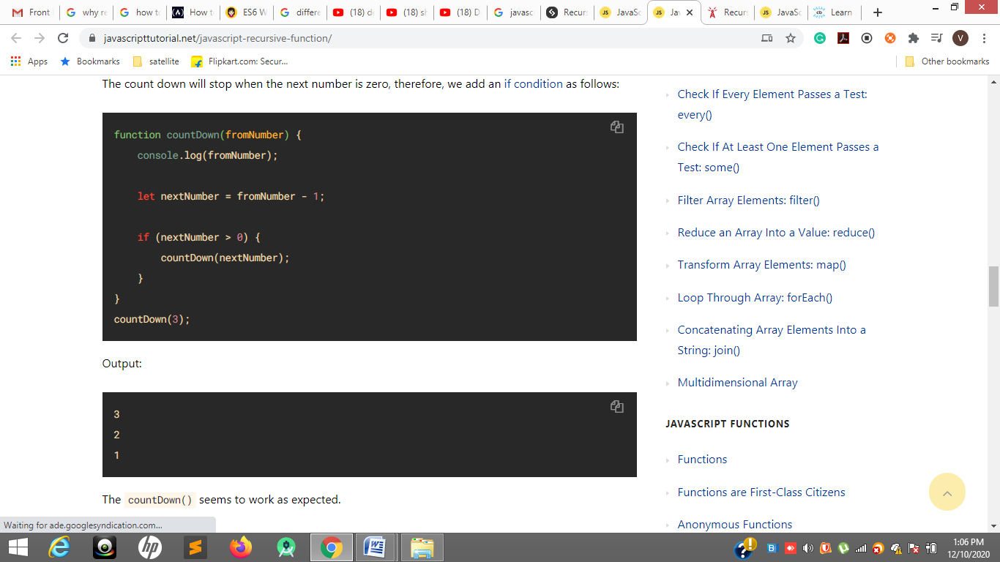 Front
why re
how to
How t
ES6 W
differe
(18) d
(18) sl
(18) D
javasc
Recurs
JavaSc
Ja
Recurs
JavaSc
Learn
javascripttutorial.net/javascript-recursive-function/
V
Apps
Bookmarks
satellite
Flipkart.com: Secur...
Other bookmarks
The count down will stop when the next number is zero, therefore, we add an if condition as follows:
function countDown(fromNumber) {
console.log(fromNumber);
let nextNumber = fromNumber - 1;
if (nextNumber > 0) {
countDown(nextNumber);
}
}
countDown(3);
Output:
3
2
1
The countDown() seems to work as expected.
Check If Every Element Passes a Test:
every()
Check If At Least One Element Passes a
Test: some()
Filter Array Elements: filter()
Reduce an Array Into a Value: reduce()
Transform Array Elements: map()
Loop Through Array: forEach()
Concatenating Array Elements Into a
String: join()
Multidimensional Array
JAVASCRIPT FUNCTIONS
Functions
Functions are First-Class Citizens
Anonymous Functions
Waiting for ade.googlesyndication.com...
1:06 PM
12/10/2020